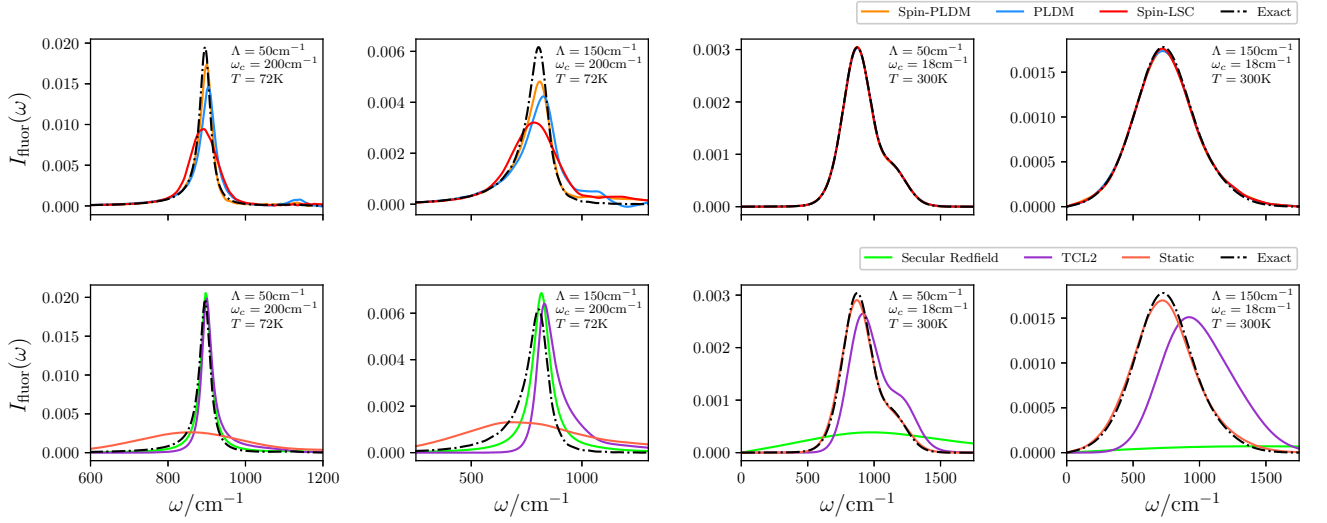 Spin-PLDM PLDM Spin-LSC Exact
I_fluor(ω)
0.020
0.015
0.010
0.005
0.000
Λ = 50cm⁻¹
ω_c = 200cm⁻¹
T = 72K
0.006
0.004
0.002
0.000
Λ = 150cm⁻¹
ω_c = 200cm⁻¹
T = 72K
0.003
0.002
0.001
0.000
Λ = 50cm⁻¹
ω_c = 18cm⁻¹
T = 300K
0.0015
0.0010
0.0005
0.0000
Λ = 150cm⁻¹
ω_c = 18cm⁻¹
T = 300K
Secular Redfield TCL2 Static Exact
I_fluor(ω)
0.020
0.015
0.010
0.005
0.000
Λ = 50cm⁻¹
ω_c = 200cm⁻¹
T = 72K
600 800 1000 1200
ω/cm⁻¹
0.006
0.004
0.002
0.000
Λ = 150cm⁻¹
ω_c = 200cm⁻¹
T = 72K
500 1000
ω/cm⁻¹
0.003
0.002
0.001
0.000
Λ = 50cm⁻¹
ω_c = 18cm⁻¹
T = 300K
0 500 1000 1500
ω/cm⁻¹
0.0015
0.0010
0.0005
0.0000
Λ = 150cm⁻¹
ω_c = 18cm⁻¹
T = 300K
0 500 1000 1500
ω/cm⁻¹